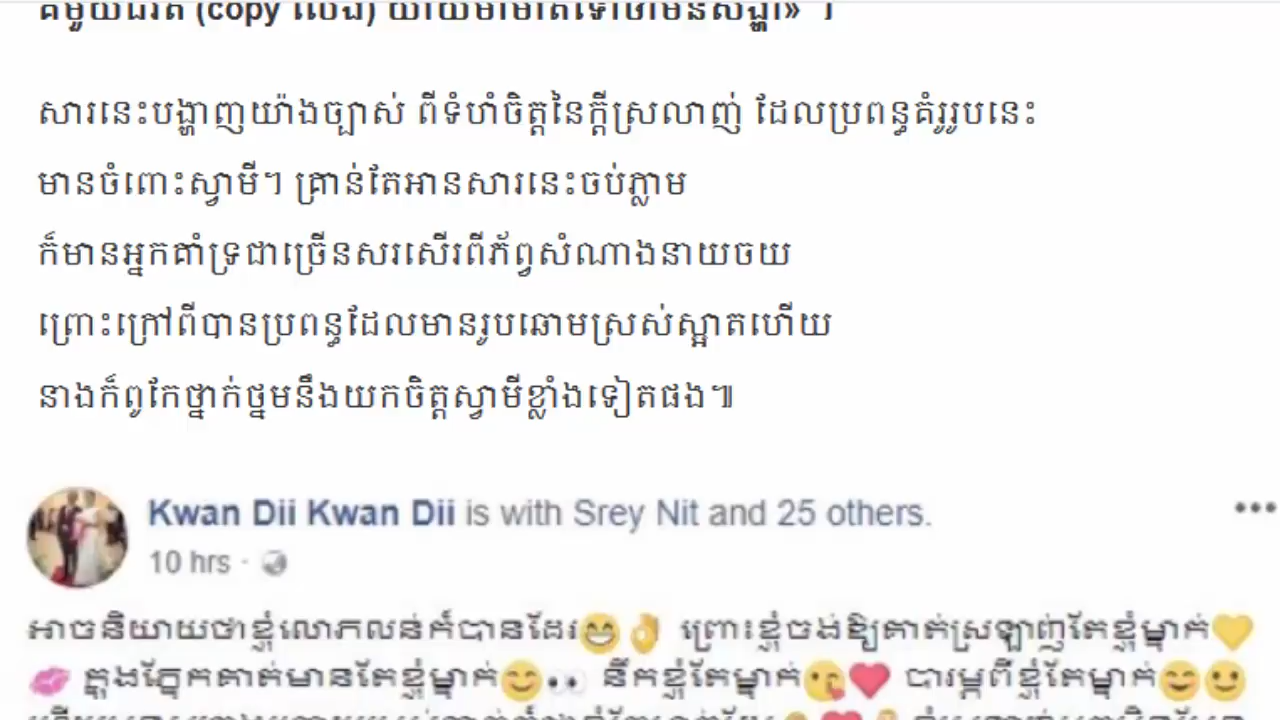 (copy
សារនេះបង្ហាញយ៉ាងច្បាស់ ពីទំហំចិត្តនៃក្ដីស្រលាញ់ ដែលប្រពន្ធគំរូរូបនេះ
មានចំពោះស្វាមី។ គ្រាន់តែអានសារនេះចប់ភ្លាម
ក៏មានអ្នកគាំទ្រជាច្រើនសរសើរពីភ័ព្វសំណាងនាយចយ
ព្រោះក្រៅពីបានប្រពន្ធដែលមានរូបឆោមស្រស់ស្អាតហើយ
នាងក៏ពូកែថ្នាក់ថ្នមនឹងយកចិត្តស្វាមីខ្លាំងទៀតផង៕
Kwan Dii Kwan Dii is with Srey Nit and 25 others.
10 hrs ·
អាចនិយាយថាខ្ញុំលោភលន់ក៏បានដែរ😁👌 ព្រោះខ្ញុំចង់ឱ្យគាត់ស្រឡាញ់តែខ្ញុំម្នាក់💛
💋 ក្នុងភ្នែកគាត់មានតែខ្ញុំម្នាក់😊👀 នឹកខ្ញុំតែម្នាក់😘❤️ បារម្ភពីខ្ញុំតែម្នាក់😊🙂